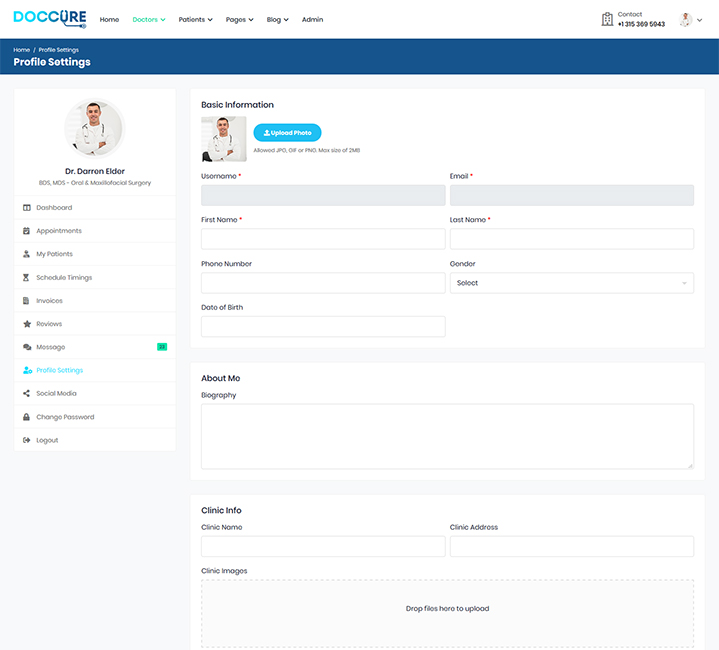 DOCCURE
Home Doctors Patients Pages Blog Admin
Contact
+1 315 369 5943
Home / Profile Settings
Profile Settings
Dr. Darren Elder
BDS, MDS - Oral & Maxillofacial Surgery
Dashboard
Appointments
My Patients
Schedule Timings
Invoices
Reviews
Message
Profile Settings
Social Media
Change Password
Logout
Basic Information
Upload Photo
Allowed JPG, GIF or PNG. Max size of 2MB
Username * Email *
First Name * Last Name *
Phone Number Gender
Select
Date of Birth
About Me
Biography
Clinic Info
Clinic Name Clinic Address
Clinic Images
Drop files here to upload